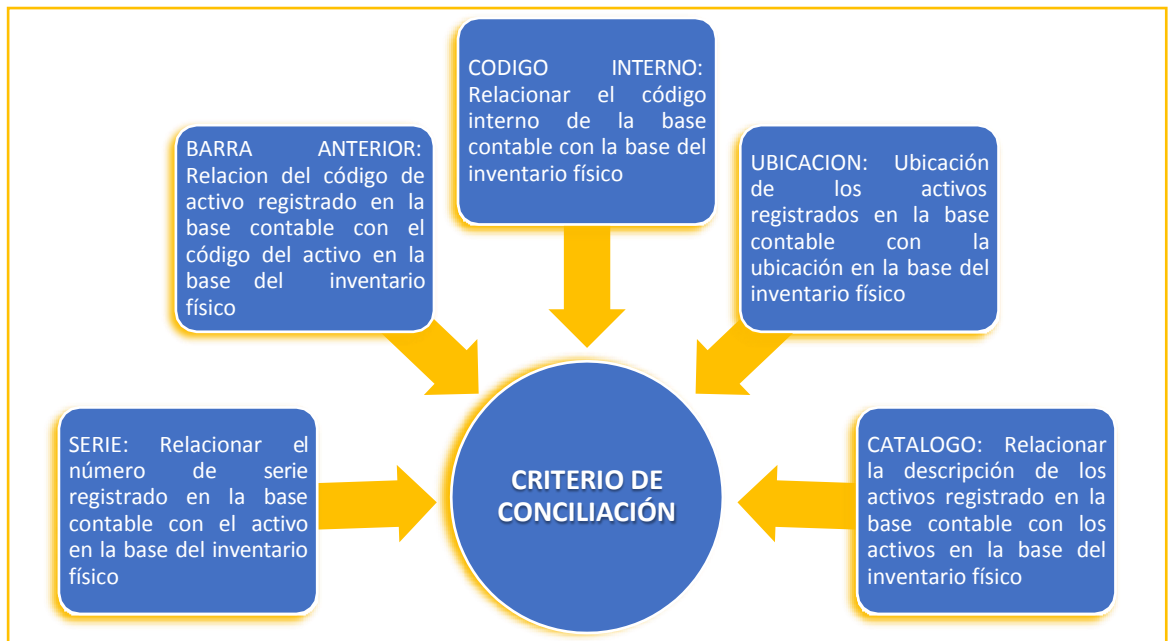 CODIGO INTERNO:
Relacionar el código
interno de la base
contable con la base del
inventario físico
BARRA ANTERIOR:
Relacion del código de
activo registrado en la
base contable con el
código del activo en la
base del inventario
físico
UBICACION: Ubicación
de los activos
registrados en la base
contable con la
ubicación en la base del
inventario físico
SERIE: Relacionar el
número de serie
registrado en la base
contable con el activo
en la base del inventario
físico
CRITERIO DE
CONCILIACIÓN
CATALOGO: Relacionar
la descripción de los
activos registrado en la
base contable con los
activos en la base del
inventario físico